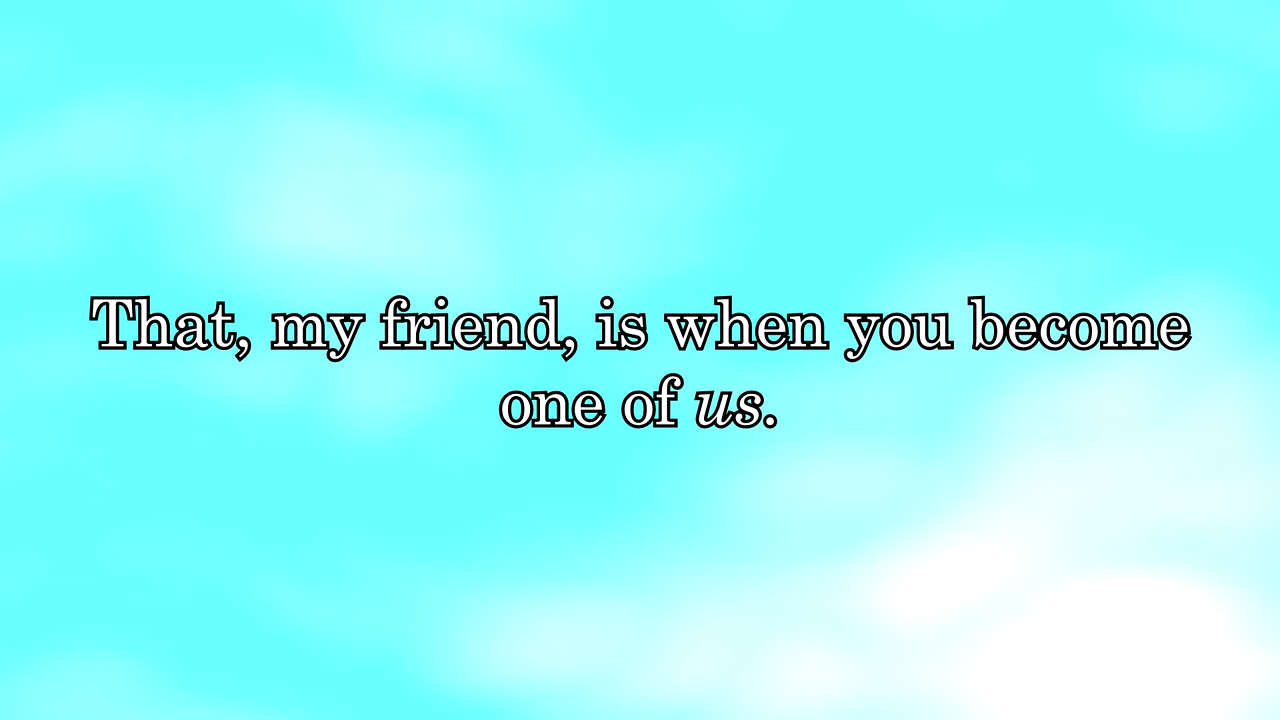 That, my friend, is when you become
one of us.